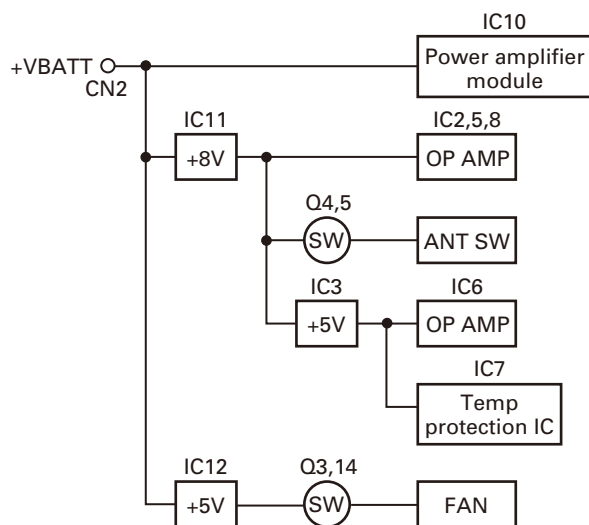 IC10
+VBATT
CN2
Power amplifier
module
IC11
+8V
IC2,5,8
OP AMP
Q4,5
SW
ANT SW
IC3
+5V
IC6
OP AMP
IC7
Temp
protection IC
IC12
+5V
Q3,14
SW
FAN